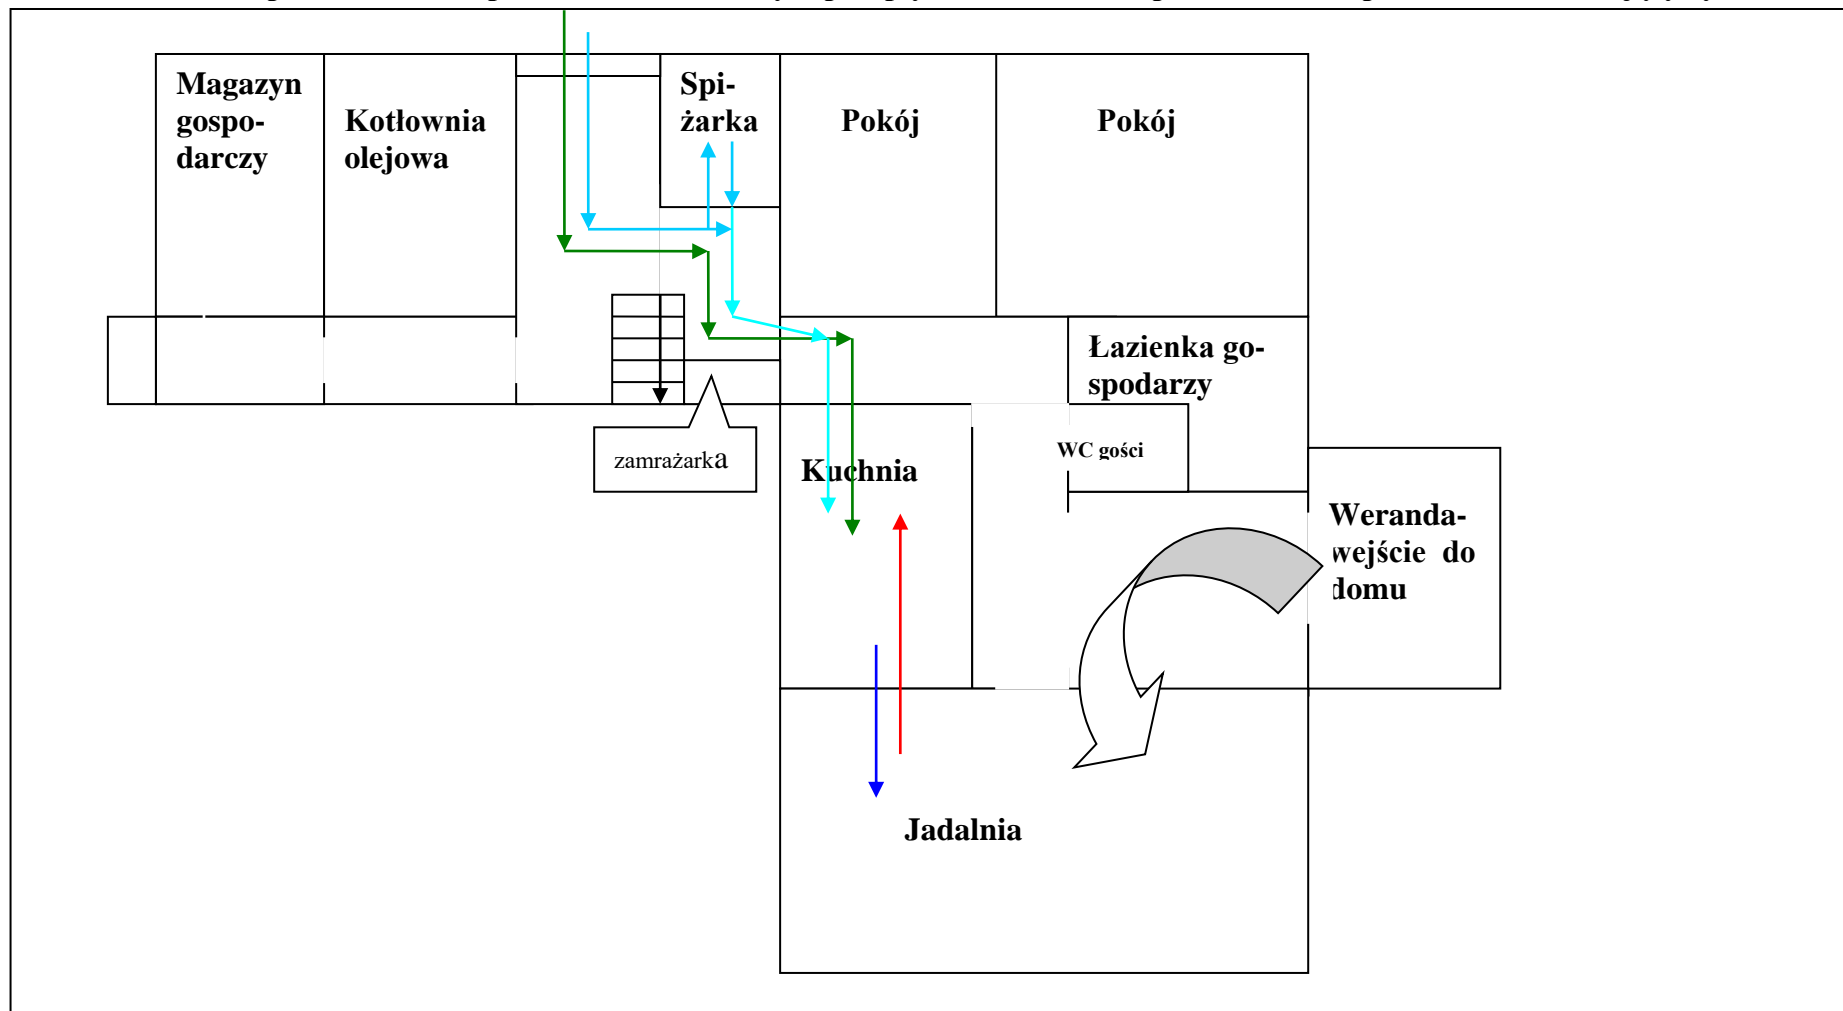 Magazyn
gospo-
darczy
Kotłownia
olejowa
Spi-
żarka
Pokój
Pokój
Łazienka go-
spodarzy
WC gości
zamrażarka
Kuchnia
Weranda-
wejście do
domu
Jadalnia